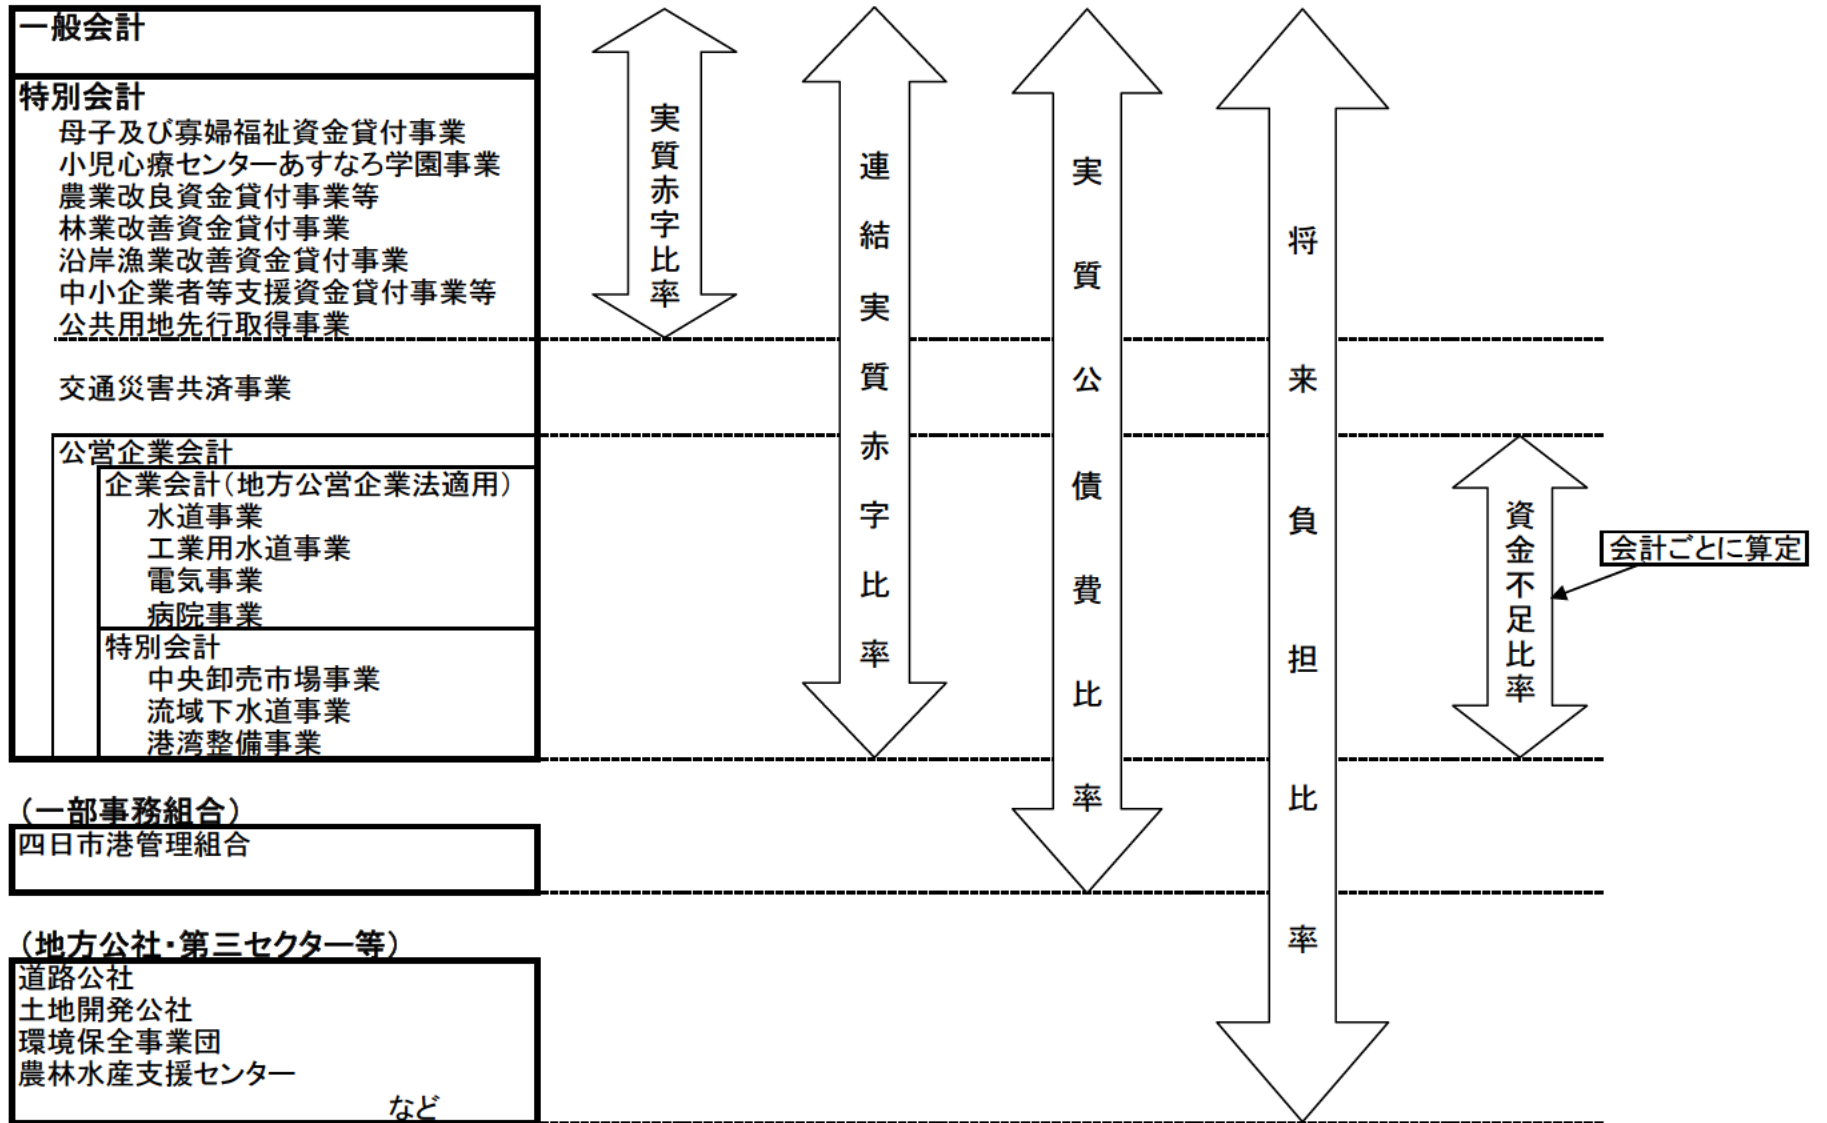 一般会計
特別会計
母子及び寡婦福祉資金貸付事業
小児心療センターあすなろ学園事業
農業改良資金貸付事業等
林業改善資金貸付事業
沿岸漁業改善資金貸付事業
中小企業者等支援資金貸付事業等
公共用地先行取得事業
交通災害共済事業
公営企業会計
企業会計(地方公営企業法適用)
水道事業
工業用水道事業
電気事業
病院事業
特別会計
中央卸売市場事業
流域下水道事業
港湾整備事業
(一部事務組合)
四日市港管理組合
(地方公社・第三セクター等)
道路公社
土地開発公社
環境保全事業団
農林水産支援センター
など
実質赤字比率
連結実質赤字比率
実質公債費比率
将来負担比率
資金不足比率
会計ごとに算定